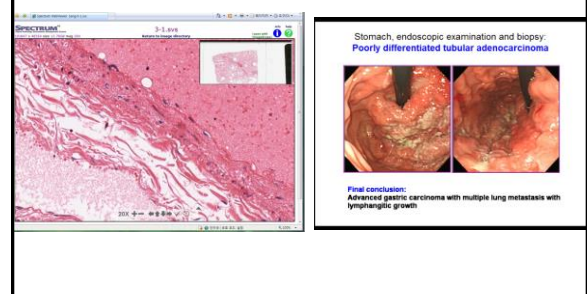 SPECTRUM
3-1.svs
Return to image directory
20X
Stomach, endoscopic examination and biopsy:
Poorly differentiated tubular adenocarcinoma
Final conclusion:
Advanced gastric carcinoma with multiple lung metastasis with
lymphangitic growth